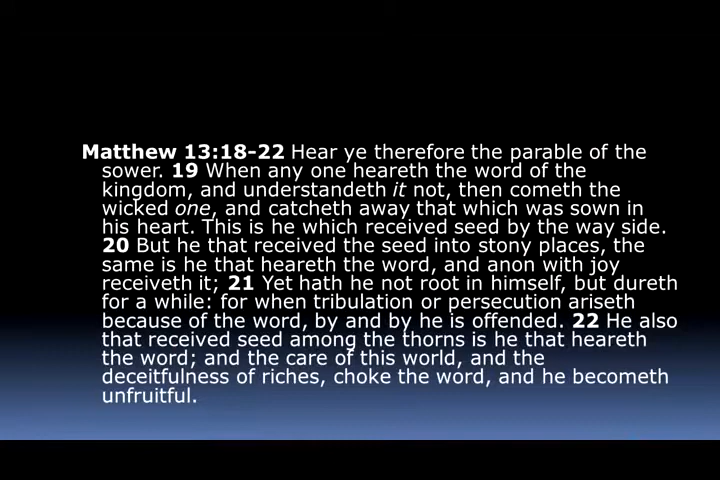 Matthew 13:18-22 Hear ye therefore the parable of the
sower. 19 When any one heareth the word of the
kingdom, and understandeth it not, then cometh the
wicked one, and catcheth away that which was sown in
his heart. This is he which received seed by the way side.
20 But he that received the seed into stony places, the
same is he that heareth the word, and anon with joy
receiveth it; 21 Yet hath he not root in himself, but dureth
for a while: for when tribulation or persecution ariseth
because of the word, by and by he is offended. 22 He also
that received seed among the thorns is he that heareth
the word; and the care of this world, and the
deceitfulness of riches, choke the word, and he becometh
unfruitful.